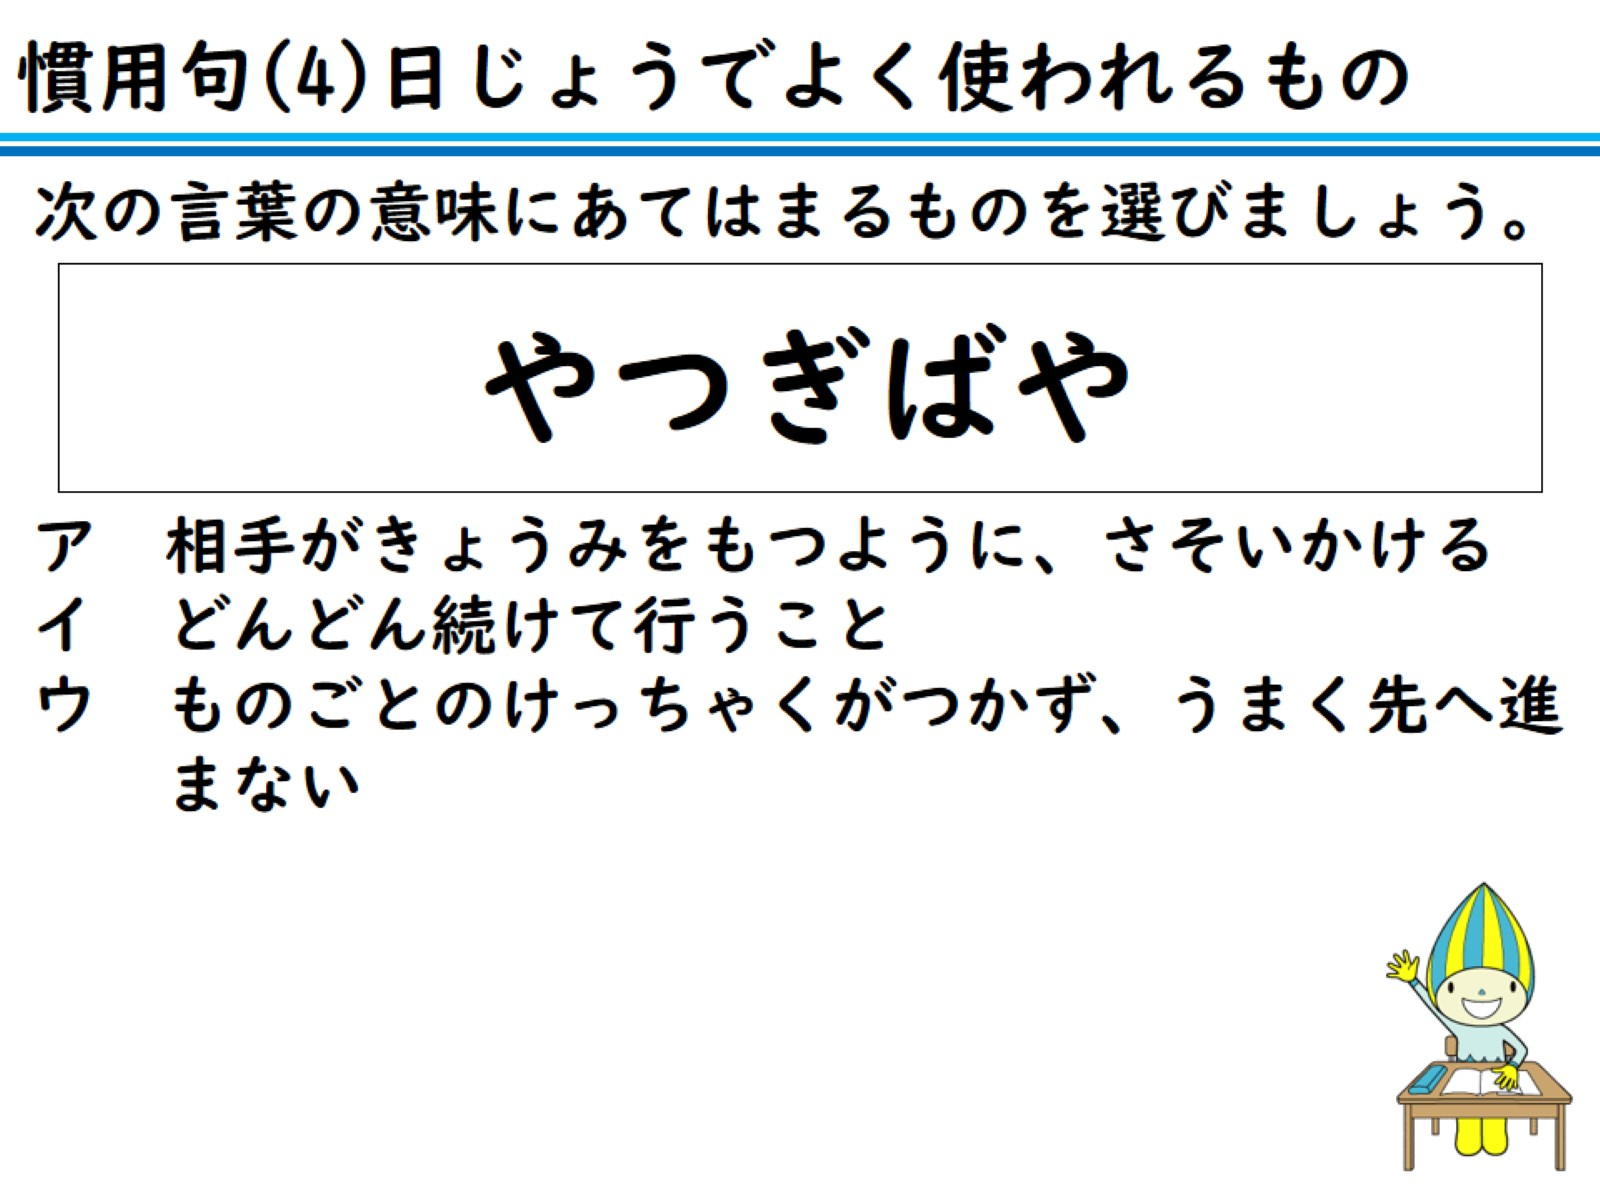 慣用句(4)日じょうでよく使われるもの
次の言葉の意味にあてはまるものを選びましょう。
やつぎばや
ア　相手がきょうみをもつように、さそいかける
イ　どんどん続けて行うこと
ウ　ものごとのけっちゃくがつかず、うまく先へ進
まない